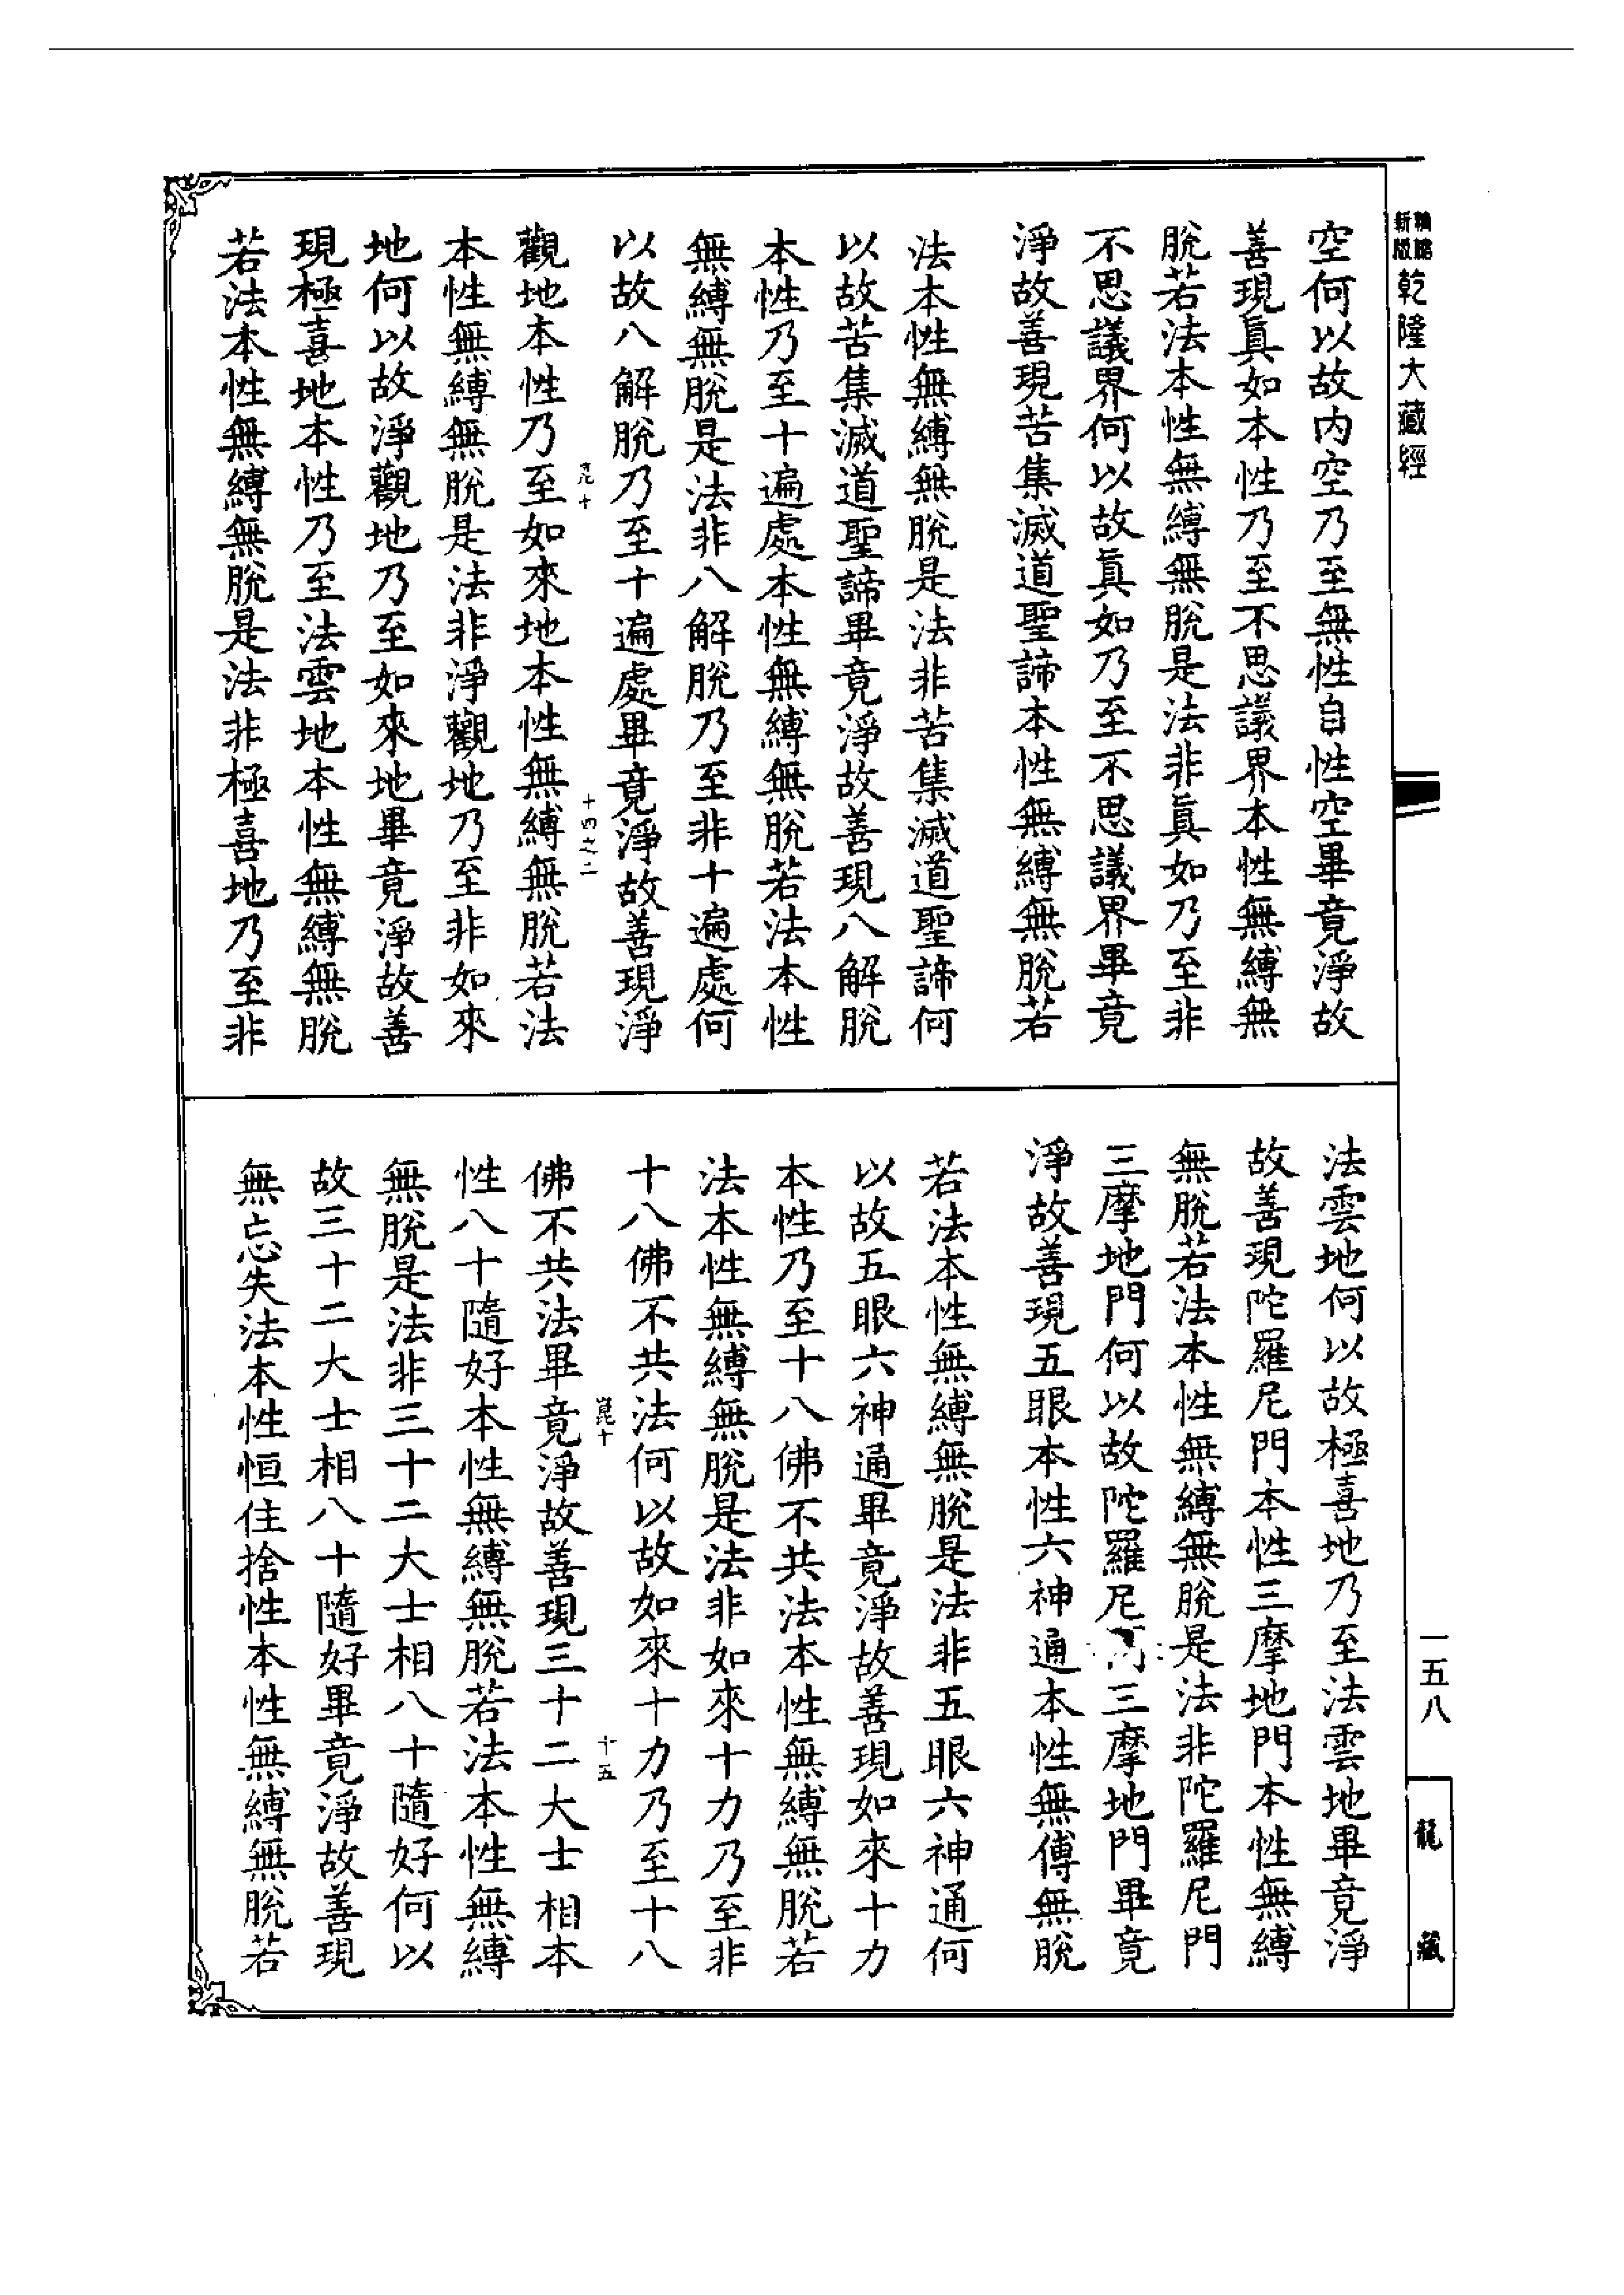 新版
乾隆大藏經
空何以故内空乃至無性自性空畢竟淨故
善現眞如本性乃至不思議界本性無縛無
脫若法本性無縛無脫是法非眞如乃至非
不思議界何以故眞如乃至不思議界畢竟
淨故善現苦集滅道聖諦本性無縛無脫若
法本性無縛無脫是法非苦集滅道聖諦何
以故苦集滅道聖諦畢竟淨故善現八解脫
本性乃至十遍處本性無縛無脫若法本性
無縛無脫是法非八解脫乃至非十遍處何
以故八解脫乃至十遍處畢竟淨故善現淨
十四之二
觀地本性乃至如來地本性無縛無脫若法
本性無縛無脫是法非淨觀地乃至非如來
地何以故淨觀地乃至如來地畢竟淨故善
現極喜地本性乃至法雲地本性無縛無脫
若法本性無縛無脫是法非極喜地乃至非
法雲地何以故極喜地乃至法雲地畢竟淨
故善現陀羅尼門本性三摩地門本性無縛
無脫若法本性無縛無脫是法非陀羅尼門
三摩地門何以故陀羅尼門三摩地門畢竟
淨故善現五眼本性六神通本性無傅無脫
若法本性無縛無脫是法非五眼六神通何
以故五眼六神通畢竟淨故善現如來十力
本性乃至十八佛不共法本性無縛無脫若
法本性無縛無脫是法非如來十力乃至非
十八佛不共法何以故如來十力乃至十八
崑十
十五
佛不共法畢竟淨故善現三十二大士相本
性八十隨好本性無縛無脫若法本性無縛
無脫是法非三十二大士相八十隨好何以
故三十二大士相八十隨好畢竟淨故善現
無忘失法本性恒住捨性本性無縛無脫若
一五八
龍藏